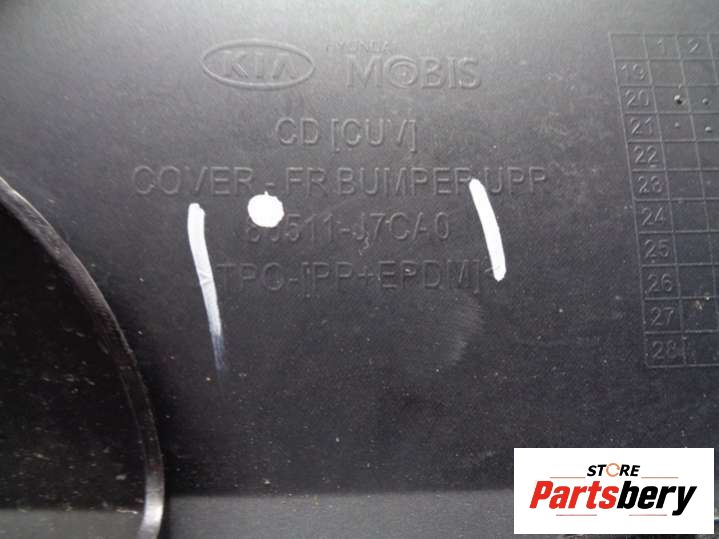 KIA
HYUNDAI
MOBIS
CD [CUV]
COVER - FR BUMPER UPR
86511-J7CA0
TPO-[PP+EPDM]
1 2
19
20
21
22
23
24
25
26
27
28
STORE
Partsbery